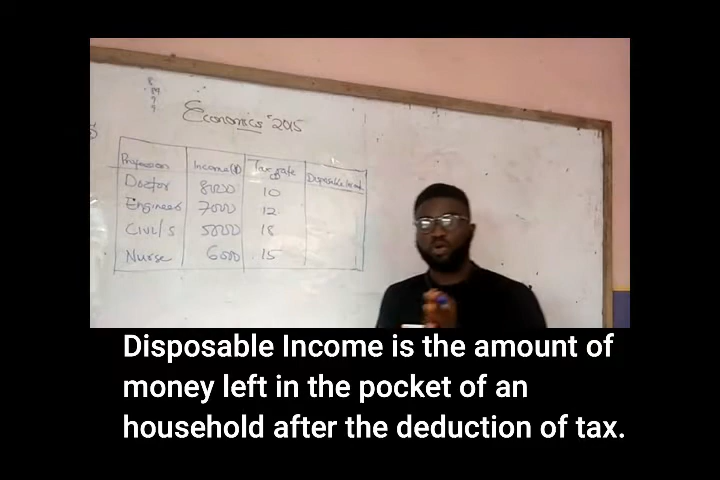 Economics 2015
Profession Income(₦) Tax rate Disposable
Doctor 8000 10
Engineer 7000 12
Civil/s 5000 18
Nurse 6000 15
Disposable Income is the amount of
money left in the pocket of an
household after the deduction of tax.